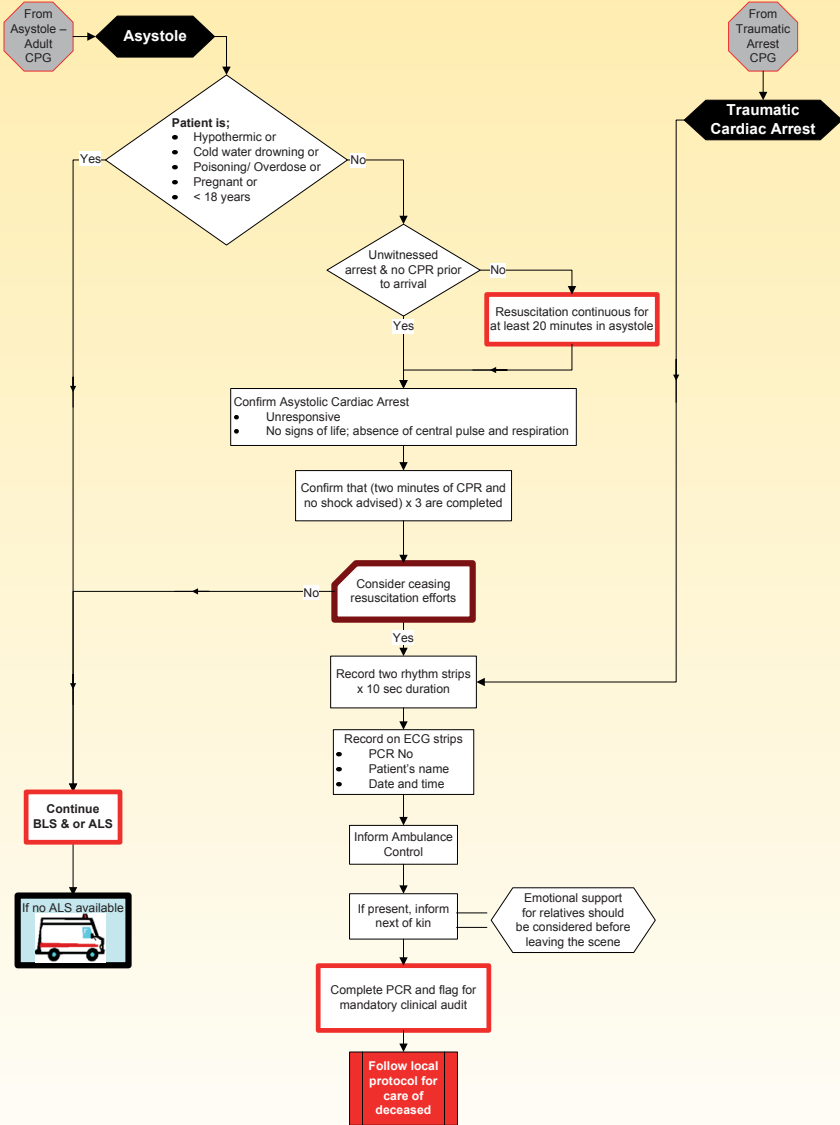 From
Asystole –
Adult
CPG
Asystole
From
Traumatic
Arrest
CPG
Traumatic
Cardiac Arrest
Patient is;
• Hypothermic or
• Cold water drowning or
• Poisoning/ Overdose or
• Pregnant or
• < 18 years
Yes
No
Unwitnessed
arrest & no CPR prior
to arrival
No
Resuscitation continuous for
at least 20 minutes in asystole
Yes
Confirm Asystolic Cardiac Arrest
• Unresponsive
• No signs of life; absence of central pulse and respiration
Confirm that (two minutes of CPR and
no shock advised) x 3 are completed
Consider ceasing
resuscitation efforts
No
Yes
Record two rhythm strips
x 10 sec duration
Record on ECG strips
• PCR No
• Patient's name
• Date and time
Continue
BLS & or ALS
If no ALS available
Inform Ambulance
Control
If present, inform
next of kin
Emotional support
for relatives should
be considered before
leaving the scene
Complete PCR and flag for
mandatory clinical audit
Follow local
protocol for
care of
deceased